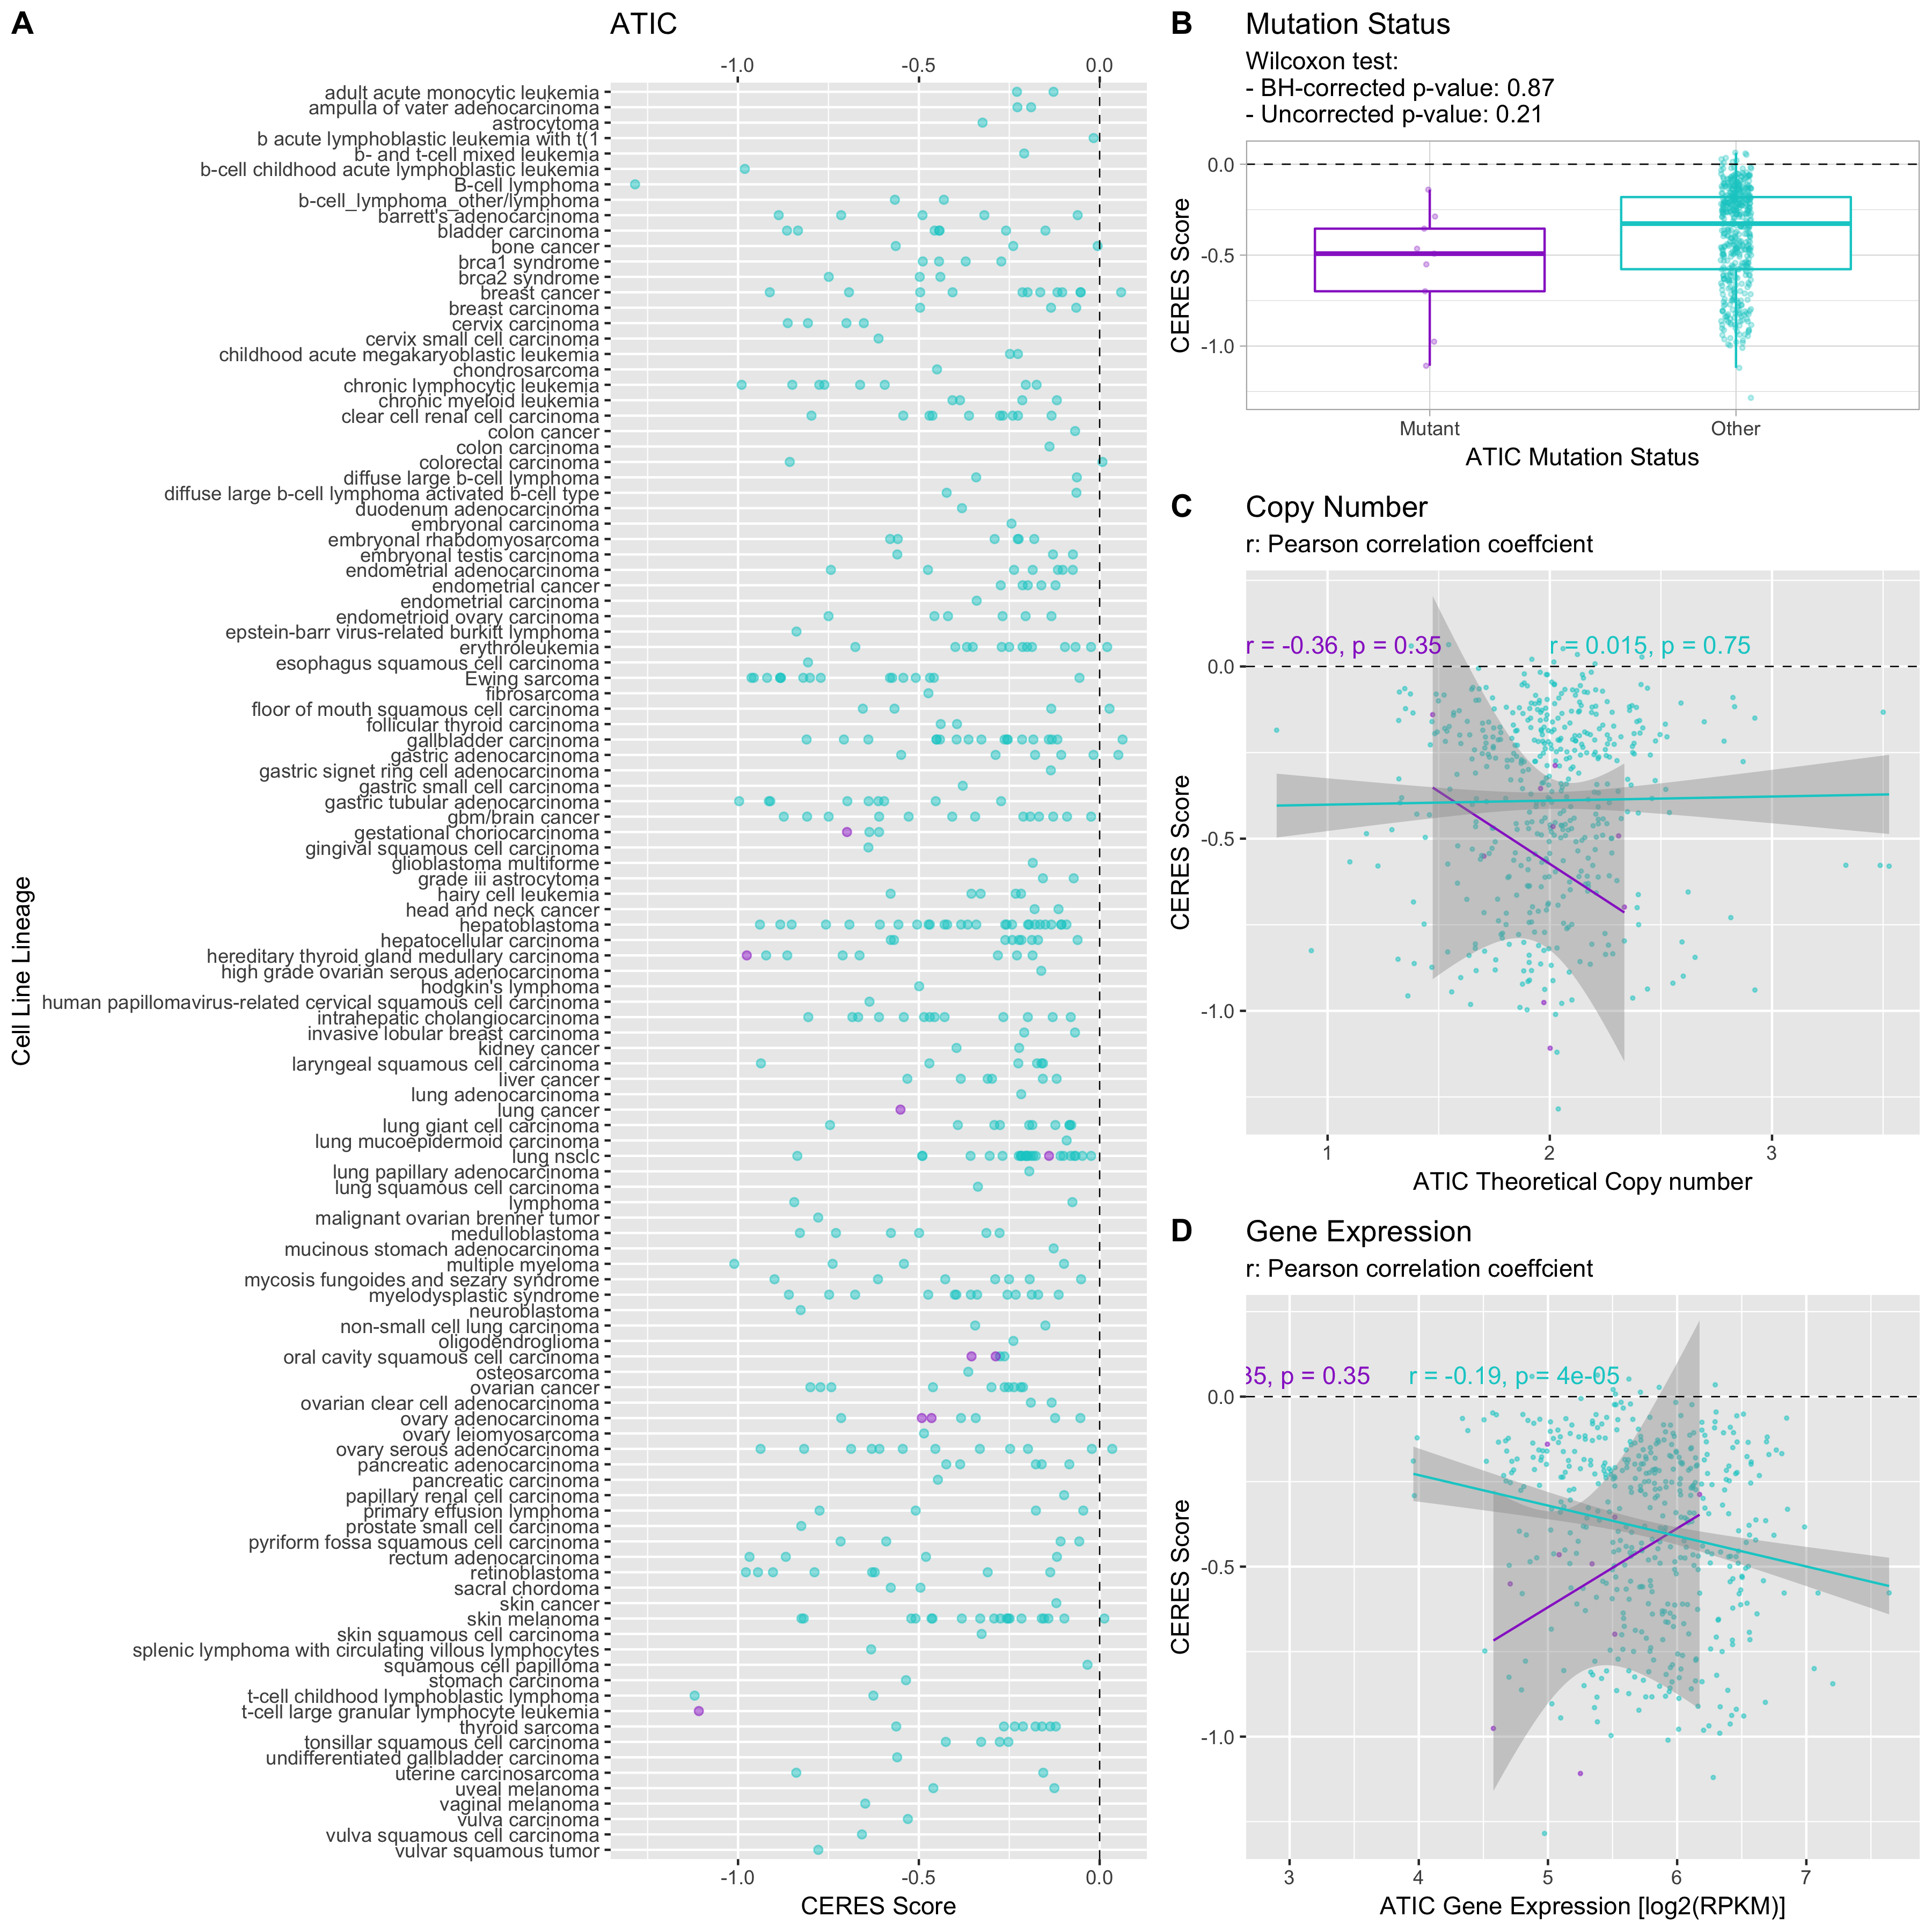 A
ATIC
-1.0
-0.5
0.0
Cell Line Lineage
adult acute monocytic leukemia
ampulla of vater adenocarcinoma
astrocytoma
b acute lymphoblastic leukemia with t(1
b- and t-cell mixed leukemia
b-cell childhood acute lymphoblastic leukemia
B-cell lymphoma
b-cell_lymphoma_other/lymphoma
barrett's adenocarcinoma
bladder carcinoma
bone cancer
brca1 syndrome
brca2 syndrome
breast cancer
breast carcinoma
cervix carcinoma
cervix small cell carcinoma
childhood acute megakaryoblastic leukemia
chondrosarcoma
chronic lymphocytic leukemia
chronic myeloid leukemia
clear cell renal cell carcinoma
colon cancer
colon carcinoma
colorectal carcinoma
diffuse large b-cell lymphoma
diffuse large b-cell lymphoma activated b-cell type
duodenum adenocarcinoma
embryonal carcinoma
embryonal rhabdomyosarcoma
embryonal testis carcinoma
endometrial adenocarcinoma
endometrial cancer
endometrial carcinoma
endometrioid ovary carcinoma
epstein-barr virus-related burkitt lymphoma
erythroleukemia
esophagus squamous cell carcinoma
Ewing sarcoma
fibrosarcoma
floor of mouth squamous cell carcinoma
follicular thyroid carcinoma
gallbladder carcinoma
gastric adenocarcinoma
gastric signet ring cell adenocarcinoma
gastric small cell carcinoma
gastric tubular adenocarcinoma
gbm/brain cancer
gestational choriocarcinoma
gingival squamous cell carcinoma
glioblastoma multiforme
grade iii astrocytoma
hairy cell leukemia
head and neck cancer
hepatoblastoma
hepatocellular carcinoma
hereditary thyroid gland medullary carcinoma
high grade ovarian serous adenocarcinoma
hodgkin's lymphoma
human papillomavirus-related cervical squamous cell carcinoma
intrahepatic cholangiocarcinoma
invasive lobular breast carcinoma
kidney cancer
laryngeal squamous cell carcinoma
liver cancer
lung adenocarcinoma
lung cancer
lung giant cell carcinoma
lung mucoepidermoid carcinoma
lung nsclc
lung papillary adenocarcinoma
lung squamous cell carcinoma
lymphoma
malignant ovarian brenner tumor
medulloblastoma
mucinous stomach adenocarcinoma
multiple myeloma
mycosis fungoides and sezary syndrome
myelodysplastic syndrome
neuroblastoma
non-small cell lung carcinoma
oligodendroglioma
oral cavity squamous cell carcinoma
osteosarcoma
ovarian cancer
ovarian clear cell adenocarcinoma
ovary adenocarcinoma
ovary leiomyosarcoma
ovary serous adenocarcinoma
pancreatic adenocarcinoma
pancreatic carcinoma
papillary renal cell carcinoma
primary effusion lymphoma
prostate small cell carcinoma
pyriform fossa squamous cell carcinoma
rectum adenocarcinoma
retinoblastoma
sacral chordoma
skin cancer
skin melanoma
skin squamous cell carcinoma
splenic lymphoma with circulating villous lymphocytes
squamous cell papilloma
stomach carcinoma
t-cell childhood lymphoblastic lymphoma
t-cell large granular lymphocyte leukemia
thyroid sarcoma
tonsillar squamous cell carcinoma
undifferentiated gallbladder carcinoma
uterine carcinosarcoma
uveal melanoma
vaginal melanoma
vulva carcinoma
vulva squamous cell carcinoma
vulvar squamous tumor
-1.0
-0.5
0.0
CERES Score
B
Mutation Status
Wilcoxon test:
- BH-corrected p-value: 0.87
- Uncorrected p-value: 0.21
CERES Score
0.0
-0.5
-1.0
Mutant
Other
ATIC Mutation Status
C
Copy Number
r: Pearson correlation coeffcient
r = -0.36, p = 0.35
r = 0.015, p = 0.75
CERES Score
0.0
-0.5
-1.0
1
2
3
ATIC Theoretical Copy number
D
Gene Expression
r: Pearson correlation coeffcient
35, p = 0.35
r = -0.19, p = 4e-05
CERES Score
0.0
-0.5
-1.0
3
4
5
6
7
ATIC Gene Expression [log2(RPKM)]